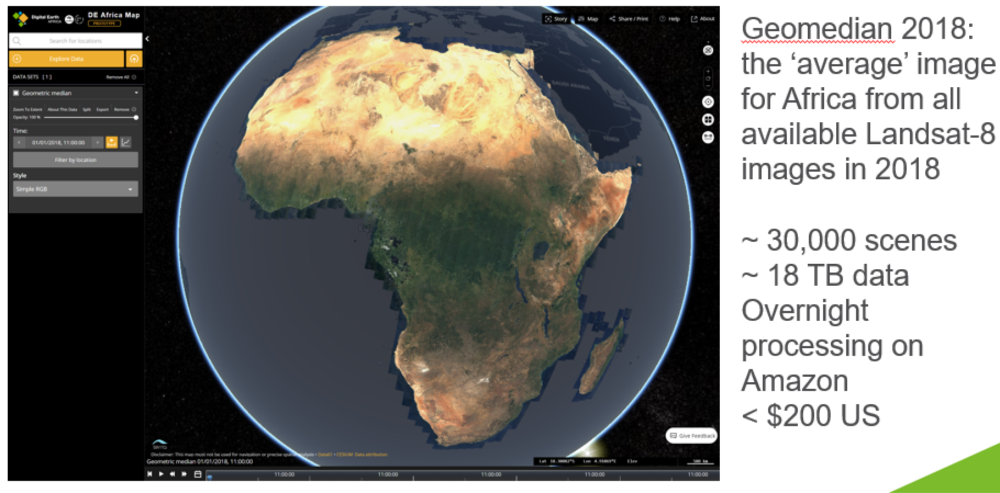 Digital Earth
AFRICA
DE Africa Map
PROTOTYPE
Search for locations
Explore Data
DATA SETS [1]
Remove All
Geometric median
Zoom To Extent About This Data Split Export Remove
Opacity: 100 %
Time:
01/01/2018, 11:00:00
Filter by location
Style
Simple RGB
Story
Map
Share / Print
Help
About
SAUDI ARABIA
YEMEN
Give Feedback
Disclaimer: This map must not be used for navigation or precise spatial analysis • Data61 • CESIUM Data attribution
Geometric median 01/01/2018, 11:00:00
Elev
500 km
11:00:00
11:00:00
11:00:00
11:00:00
11:00:00
Geomedian 2018:
the ‘average’ image
for Africa from all
available Landsat-8
images in 2018
~ 30,000 scenes
~ 18 TB data
Overnight
processing on
Amazon
< $200 US